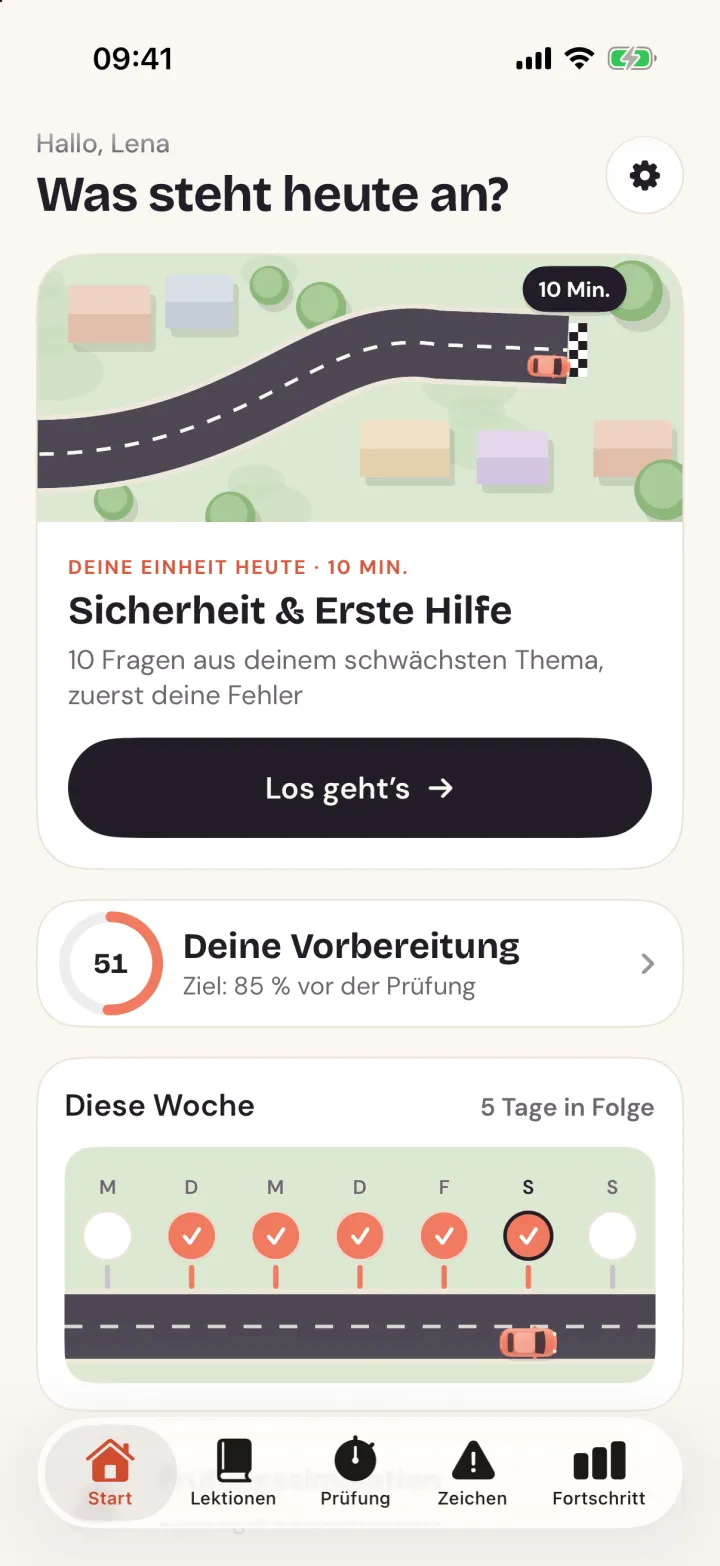 09:41
Hallo, Lena
Was steht heute an?
10 Min.
DEINE EINHEIT HEUTE · 10 MIN.
Sicherheit & Erste Hilfe
10 Fragen aus deinem schwächsten Thema,
zuerst deine Fehler
Los geht’s →
51
Deine Vorbereitung
Ziel: 85 % vor der Prüfung
Diese Woche
5 Tage in Folge
M D M D F S S
Start Lektionen Prüfung Zeichen Fortschritt